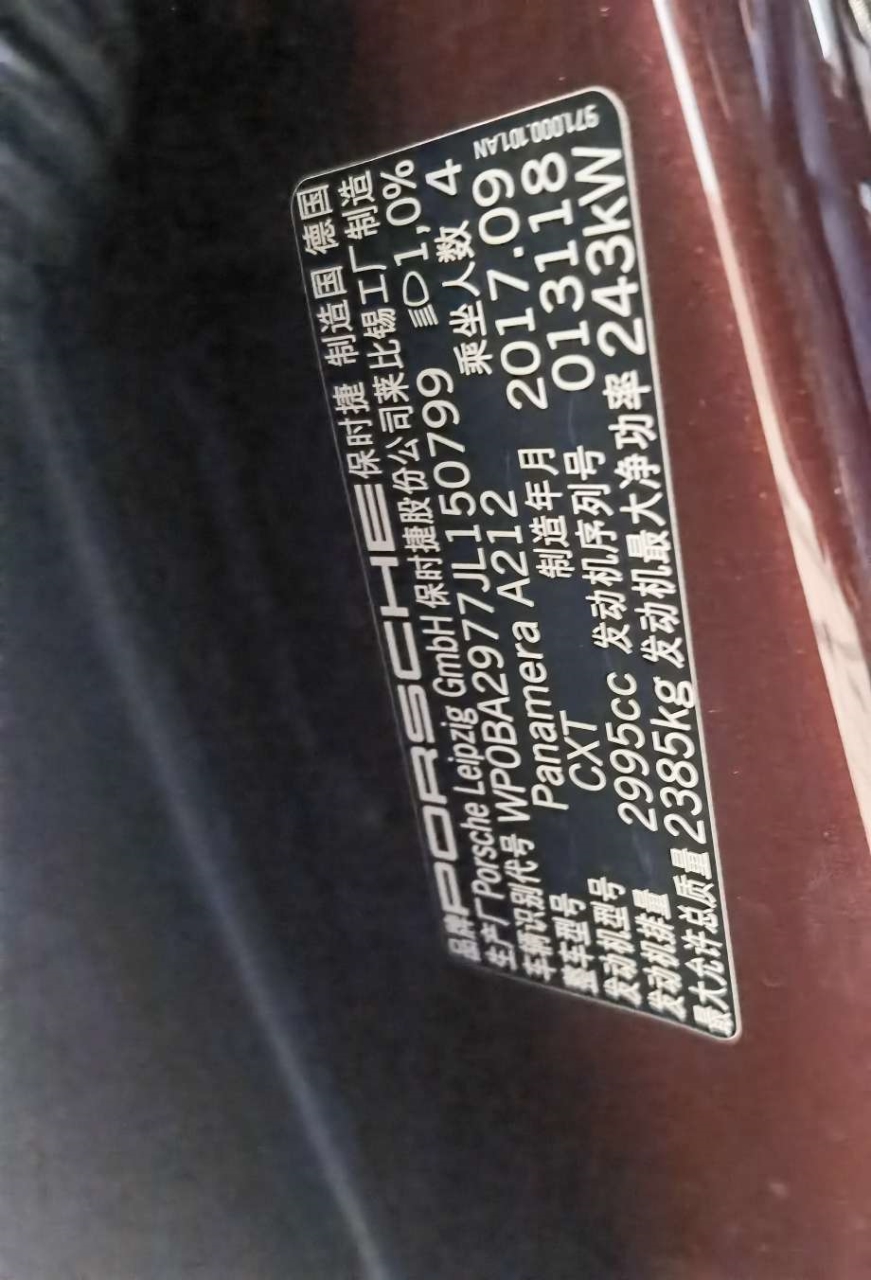 品牌 PORSCHE 保时捷 制造国 德国
生产厂 Porsche Leipzig GmbH 保时捷股份公司莱比锡工厂制造
车辆识别代号 WP0BA2977JL150799 1,0%
整车型号 Panamera A212 乘坐人数 4
发动机型号 CXT 制造年月 2017.09
发动机排量 2995cc 发动机序列号 013118
最大允许总质量 2385kg 发动机最大净功率 243kW
971.000.101.AN